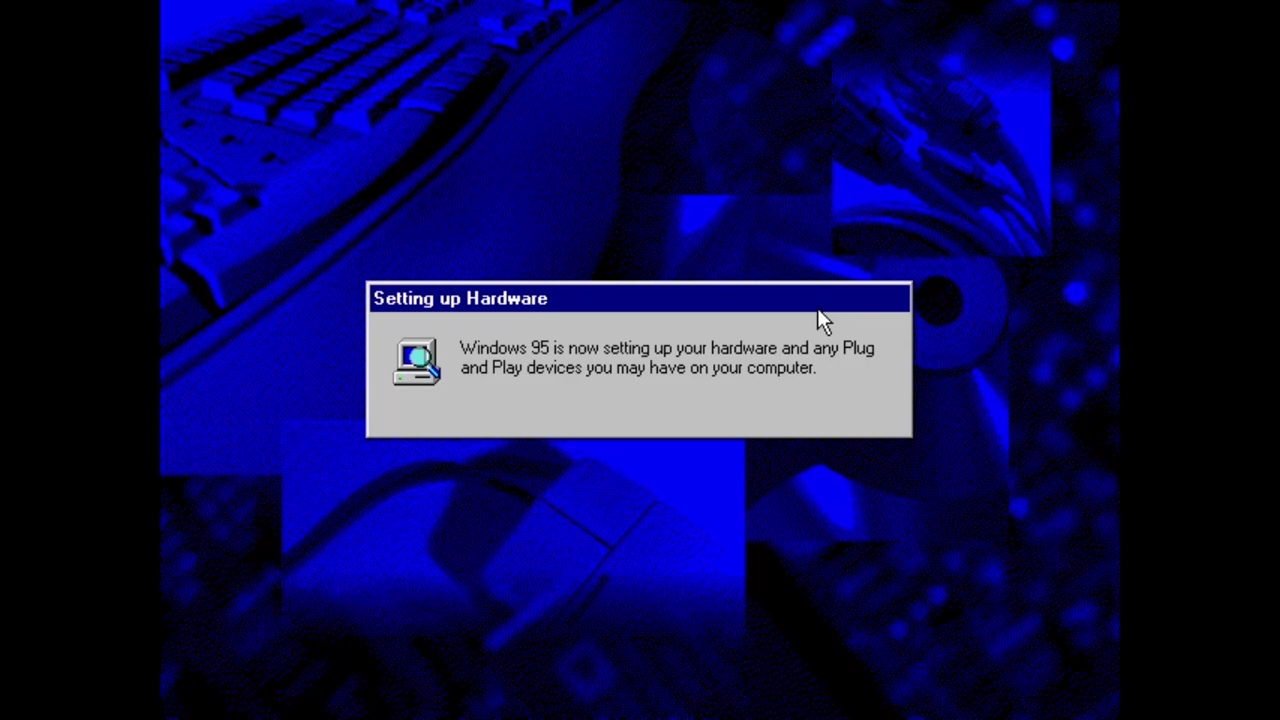 Setting up Hardware
Windows 95 is now setting up your hardware and any Plug
and Play devices you may have on your computer.